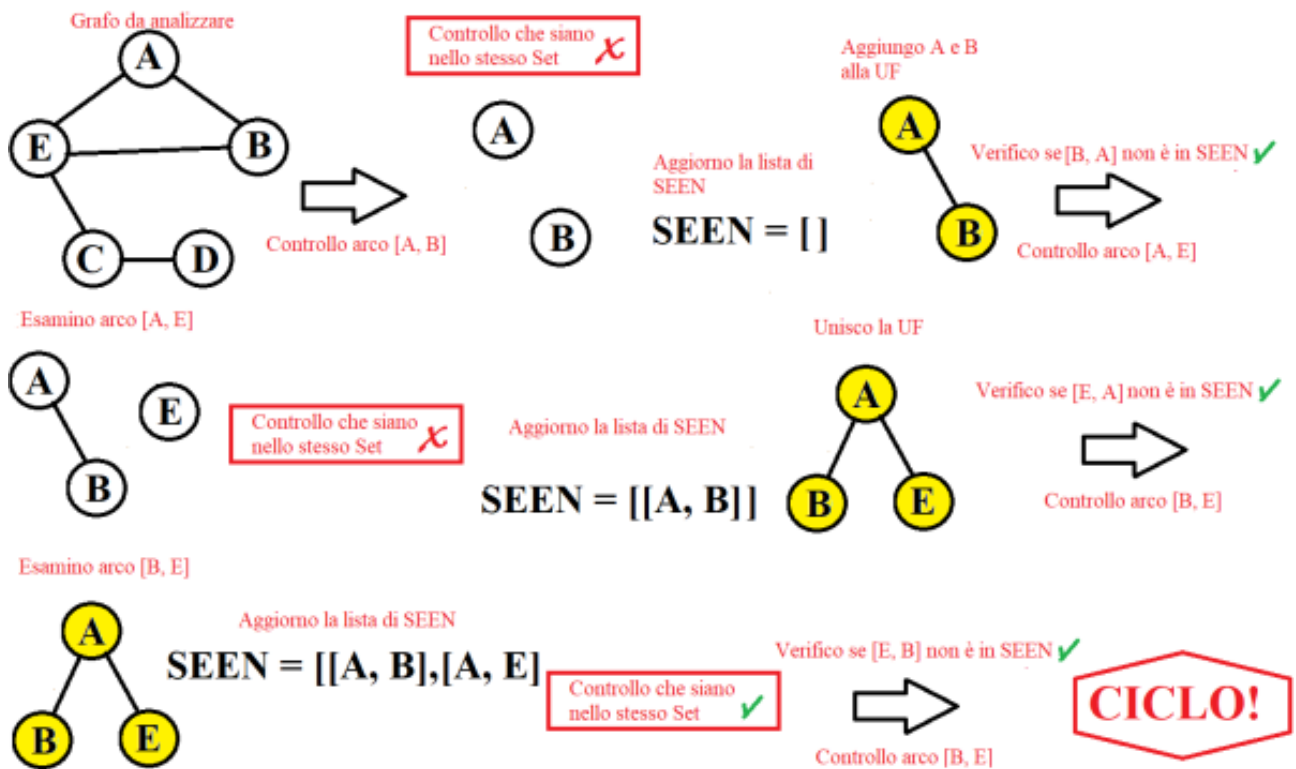 Grafo da analizzare
A
E
B
C
D
Controllo arco [A, B]
Controllo che siano
nello stesso Set x
A
B
Aggiorno la lista di
SEEN
SEEN = [ ]
Aggiungo A e B
alla UF
A
B
Verifico se [B, A] non è in SEEN ✓
Controllo arco [A, E]
Esamino arco [A, E]
A
E
B
Controllo che siano
nello stesso Set x
Aggiorno la lista di SEEN
SEEN = [[A, B]]
Unisco la UF
A
B
E
Verifico se [E, A] non è in SEEN ✓
Controllo arco [B, E]
Esamino arco [B, E]
A
B
E
Aggiorno la lista di SEEN
SEEN = [[A, B],[A, E]
Controllo che siano
nello stesso Set ✓
Verifico se [E, B] non è in SEEN ✓
Controllo arco [B, E]
CICLO!